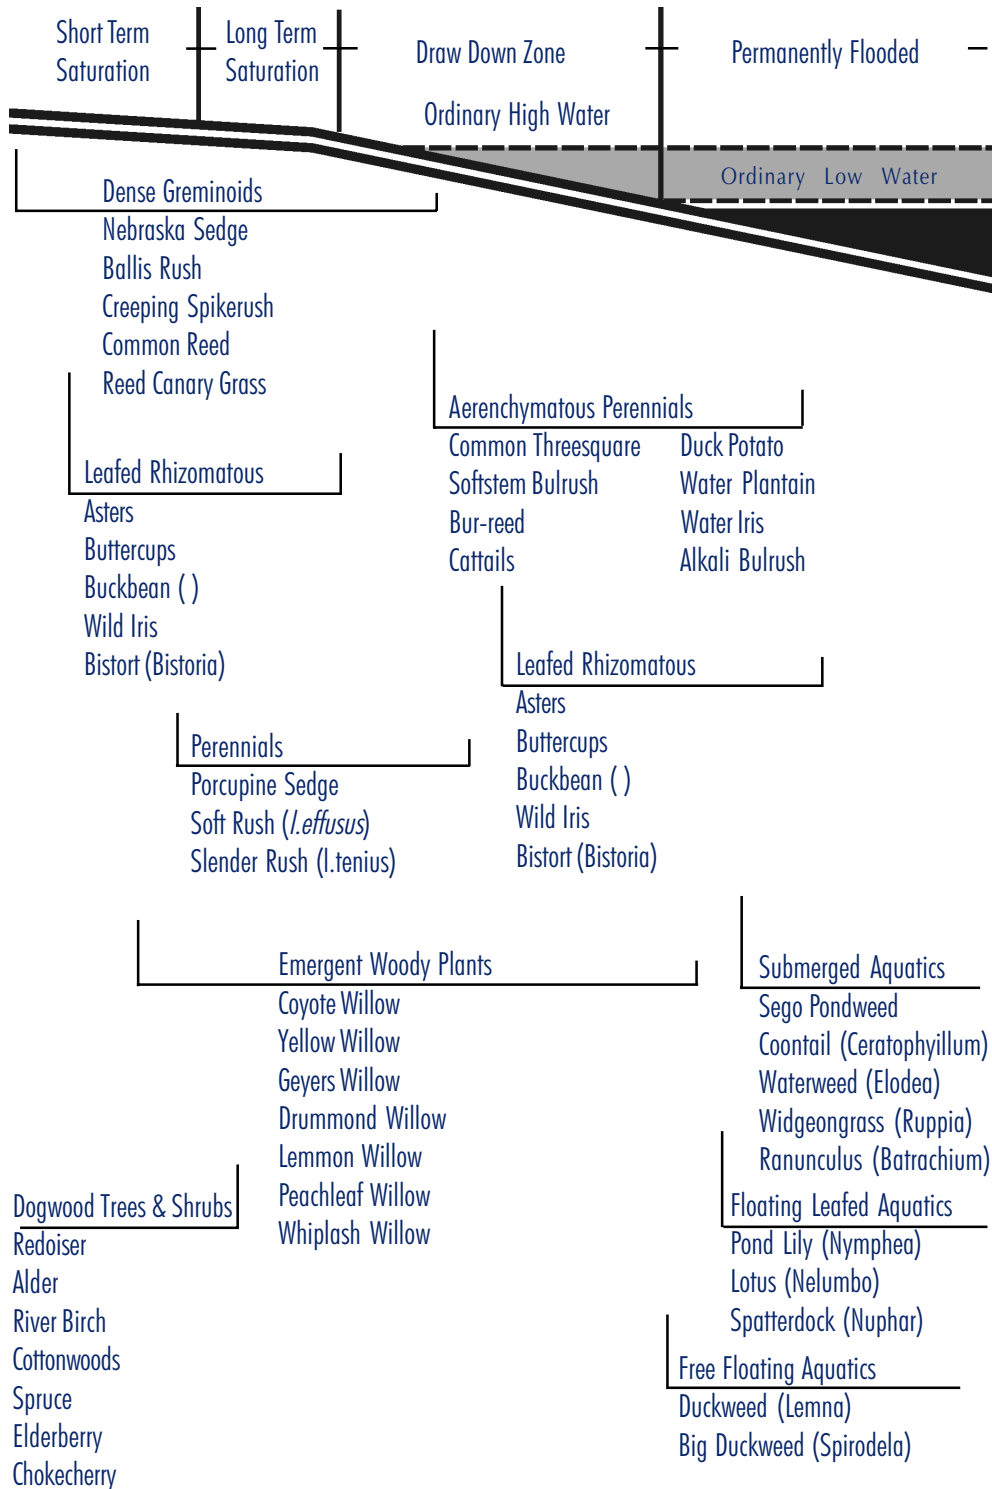 Short Term
Saturation
Long Term
Saturation
Draw Down Zone
Permanently Flooded
Ordinary High Water
Ordinary Low Water
Dense Greminoids
Nebraska Sedge
Ballis Rush
Creeping Spikerush
Common Reed
Reed Canary Grass
Leafed Rhizomatous
Asters
Buttercups
Buckbean ( )
Wild Iris
Bistort (Bistoria)
Aerenchymatous Perennials
Common Threesquare
Softstem Bulrush
Bur-reed
Cattails
Duck Potato
Water Plantain
Water Iris
Alkali Bulrush
Leafed Rhizomatous
Asters
Buttercups
Buckbean ( )
Wild Iris
Bistort (Bistoria)
Perennials
Porcupine Sedge
Soft Rush (l.effusus)
Slender Rush (l.tenius)
Emergent Woody Plants
Coyote Willow
Yellow Willow
Geyers Willow
Drummond Willow
Lemmon Willow
Peachleaf Willow
Whiplash Willow
Submerged Aquatics
Sego Pondweed
Coontail (Ceratophyillum)
Waterweed (Elodea)
Widgeongrass (Ruppia)
Ranunculus (Batrachium)
Dogwood Trees & Shrubs
Redoiser
Alder
River Birch
Cottonwoods
Spruce
Elderberry
Chokecherry
Floating Leafed Aquatics
Pond Lily (Nymphea)
Lotus (Nelumbo)
Spatterdock (Nuphar)
Free Floating Aquatics
Duckweed (Lemna)
Big Duckweed (Spirodela)